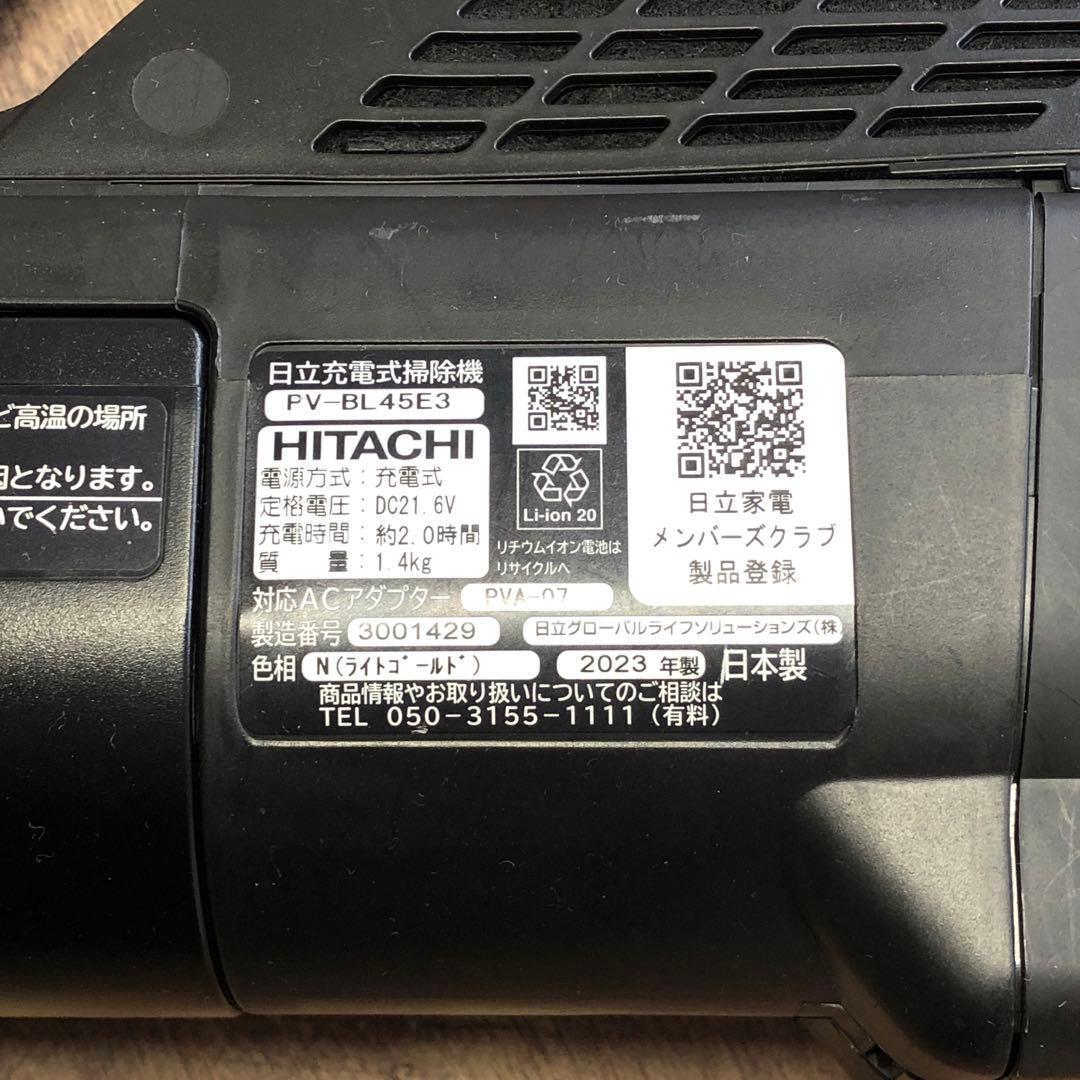 ど高温の場所
となります。
いでください。
日立充電式掃除機
PV-BL45E3
HITACHI
電源方式：充電式
定格電圧：DC21.6V
充電時間：約2.0時間
質　　量：1.4kg
Li-ion 20
リチウムイオン電池は
リサイクルへ
日立家電
メンバーズクラブ
製品登録
対応ACアダプター PVA-07
製造番号 3001429 日立グローバルライフソリューションズ(株)
色相 N(ライトゴールド) 2023 年製 日本製
商品情報やお取り扱いについてのご相談は
TEL 050-3155-1111（有料）